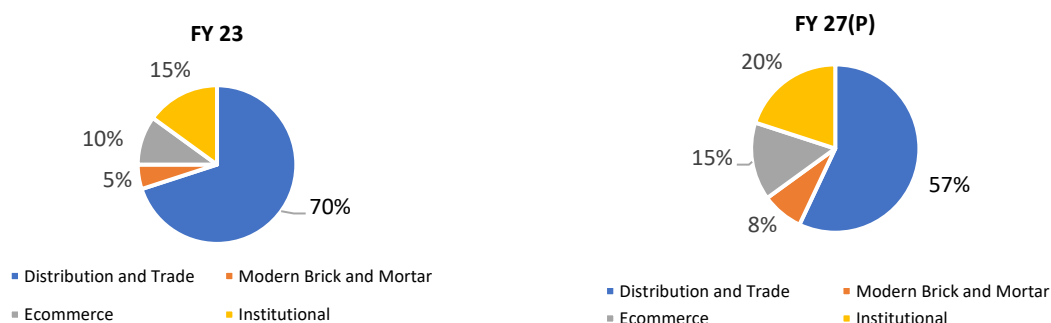 FY 23
15%
10%
5%
70%
Distribution and Trade
Modern Brick and Mortar
Ecommerce
Institutional
FY 27(P)
20%
15%
57%
8%
Distribution and Trade
Modern Brick and Mortar
Ecommerce
Institutional